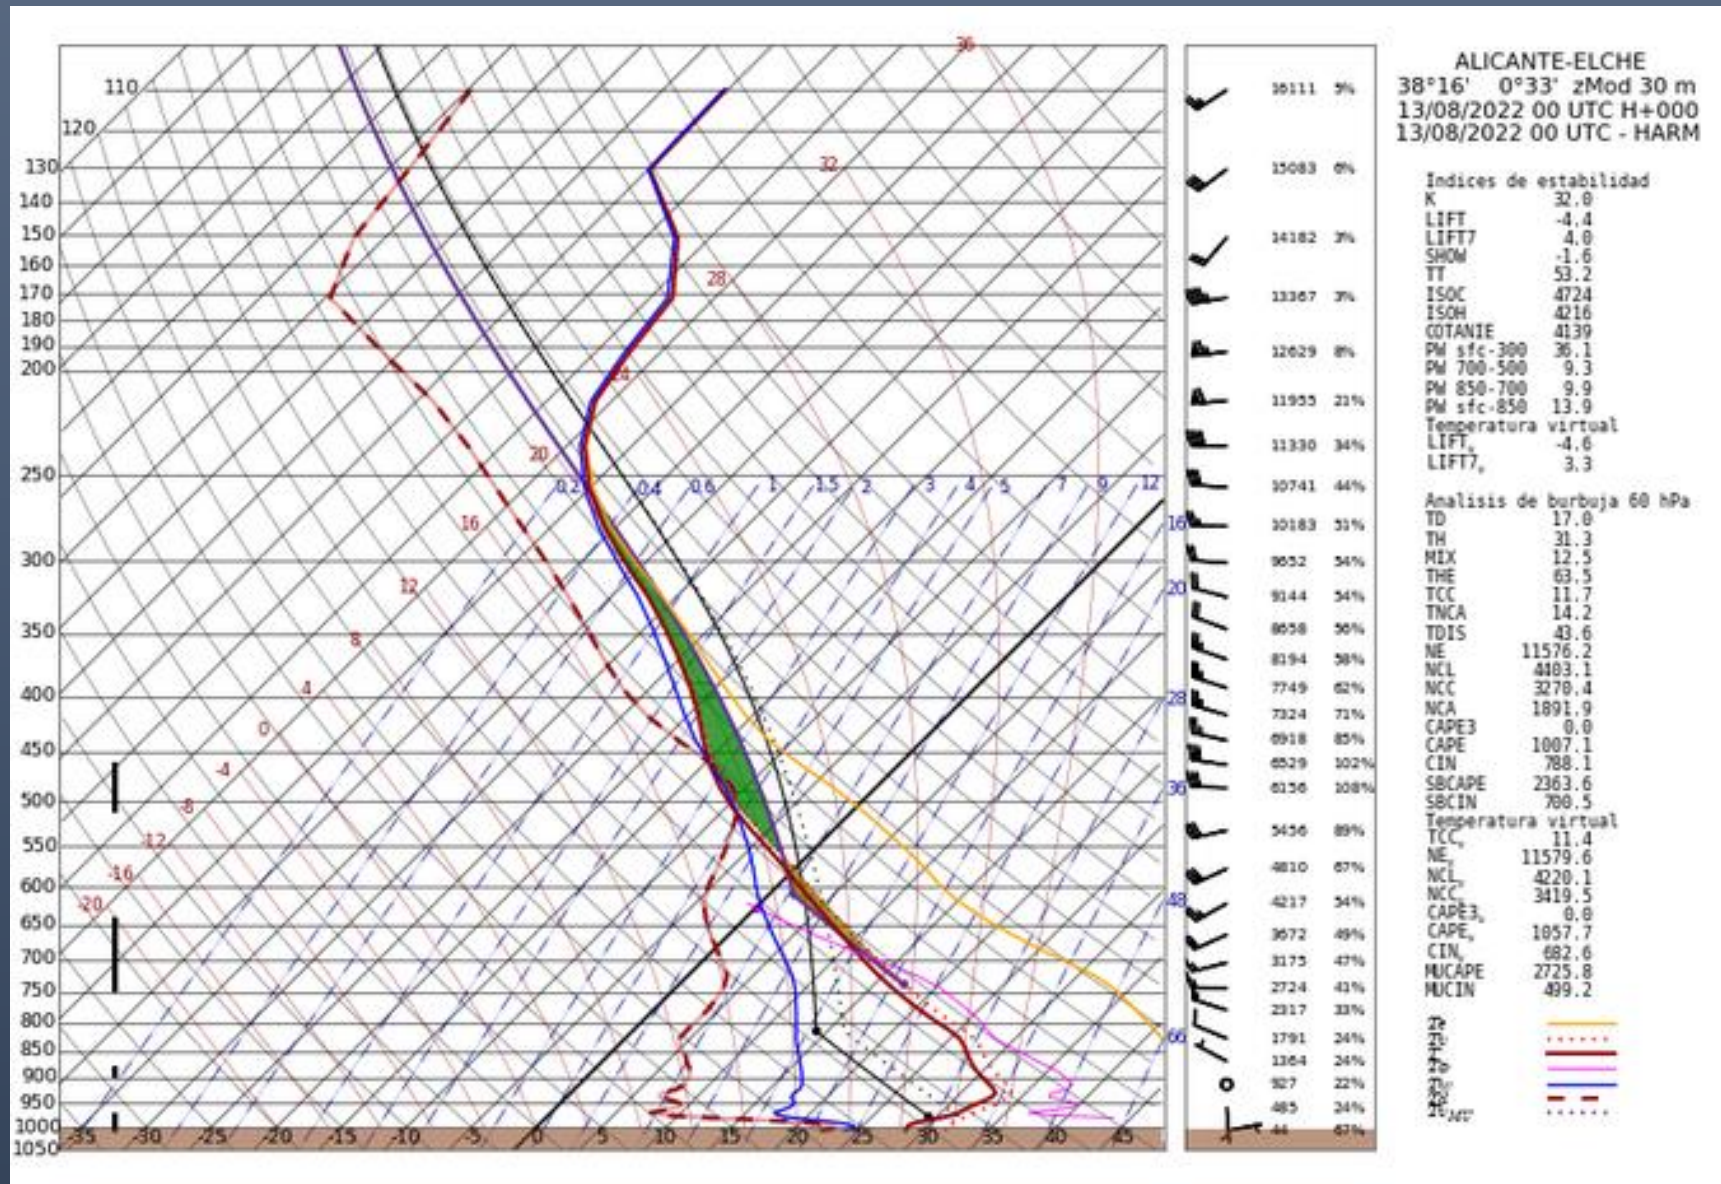 ALICANTE-ELCHE
38°16' 0°33' zMod 30 m
13/08/2022 00 UTC H+000
13/08/2022 00 UTC - HARM
Indices de estabilidad
K 32.0
LIFT -4.4
LIFT7 4.0
SHOW -1.6
TT 53.2
ISOC 4724
ISOH 4216
COTANIE 4139
PW sfc-300 36.1
PW 700-500 9.3
PW 850-700 9.9
PW sfc-850 13.9
Temperatura virtual
LIFTv -4.6
LIFT7v 3.3
Analisis de burbuja 60 hPa
TD 17.0
TH 31.3
MIX 12.5
THE 63.5
TCC 11.7
TNCA 14.2
TDIS 43.6
NE 11576.2
NCL 4403.1
NCC 3270.4
NCA 1891.9
CAPE3 0.0
CAPE 1007.1
CIN 788.1
SBCAPE 2363.6
SBCIN 700.5
Temperatura virtual
TCCv 11.4
NEv 11579.6
NCLv 4220.1
NCCv 3419.5
CAPE3v 0.0
CAPEv 1057.7
CINv 682.6
MUCAPE 2725.8
MUCIN 499.2
16111 9%
15083 6%
14182 3%
13367 3%
12629 8%
11955 21%
11330 34%
10741 44%
10183 51%
9652 54%
9144 54%
8658 56%
8194 58%
7749 62%
7324 71%
6918 85%
6529 102%
6156 108%
5456 89%
4810 67%
4217 54%
3672 49%
3175 47%
2724 41%
2317 33%
1791 24%
1364 24%
927 22%
485 24%
44 67%
110
120
130
140
150
160
170
180
190
200
250
300
350
400
450
500
550
600
650
700
750
800
850
900
950
1000
1050
-35 -30 -25 -20 -15 -10 -5 0 5 10 15 20 25 30 35 40 45
36
32
28
24
20
16
12
8
4
0
-4
-8
-12
-16
-20
0.2 0.4 0.6 1 1.5 2 3 4 5 7 9 12
16
20
28
36
48
66